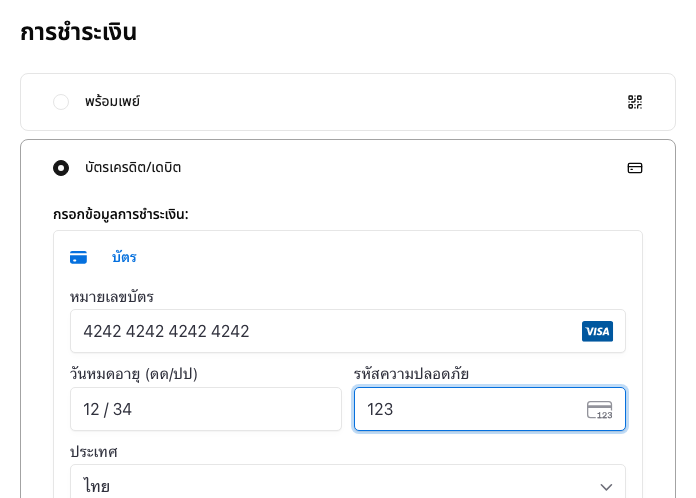 การชำระเงิน
พร้อมเพย์
บัตรเครดิต/เดบิต
กรอกข้อมูลการชำระเงิน:
บัตร
หมายเลขบัตร
4242 4242 4242 4242 VISA
วันหมดอายุ (ดด/ปป) รหัสความปลอดภัย
12 / 34 123 123
ประเทศ
ไทย